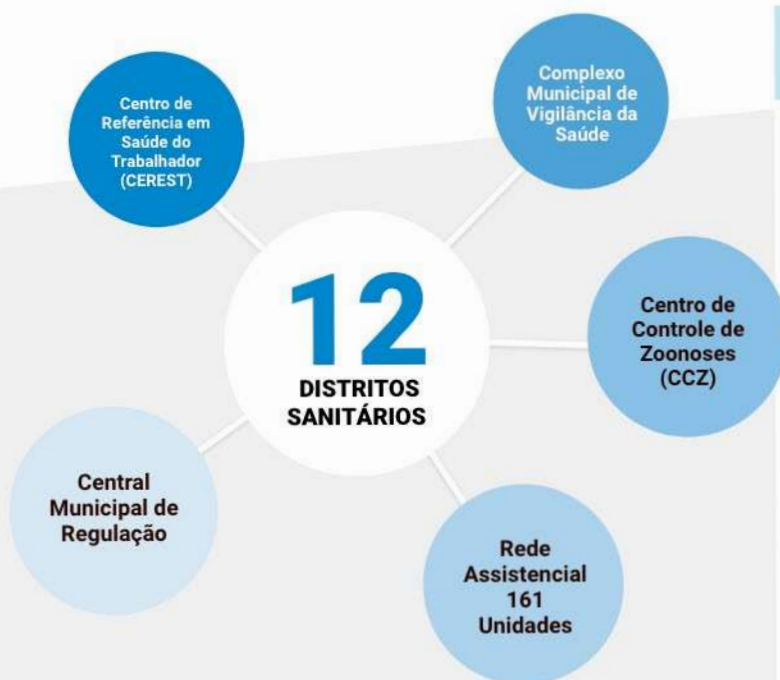 Centro de
Referência em
Saúde do
Trabalhador
(CEREST)
Complexo
Municipal de
Vigilância da
Saúde
12
DISTRITOS
SANITÁRIOS
Centro de
Controle de
Zoonoses
(CCZ)
Central
Municipal de
Regulação
Rede
Assistencial
161
Unidades